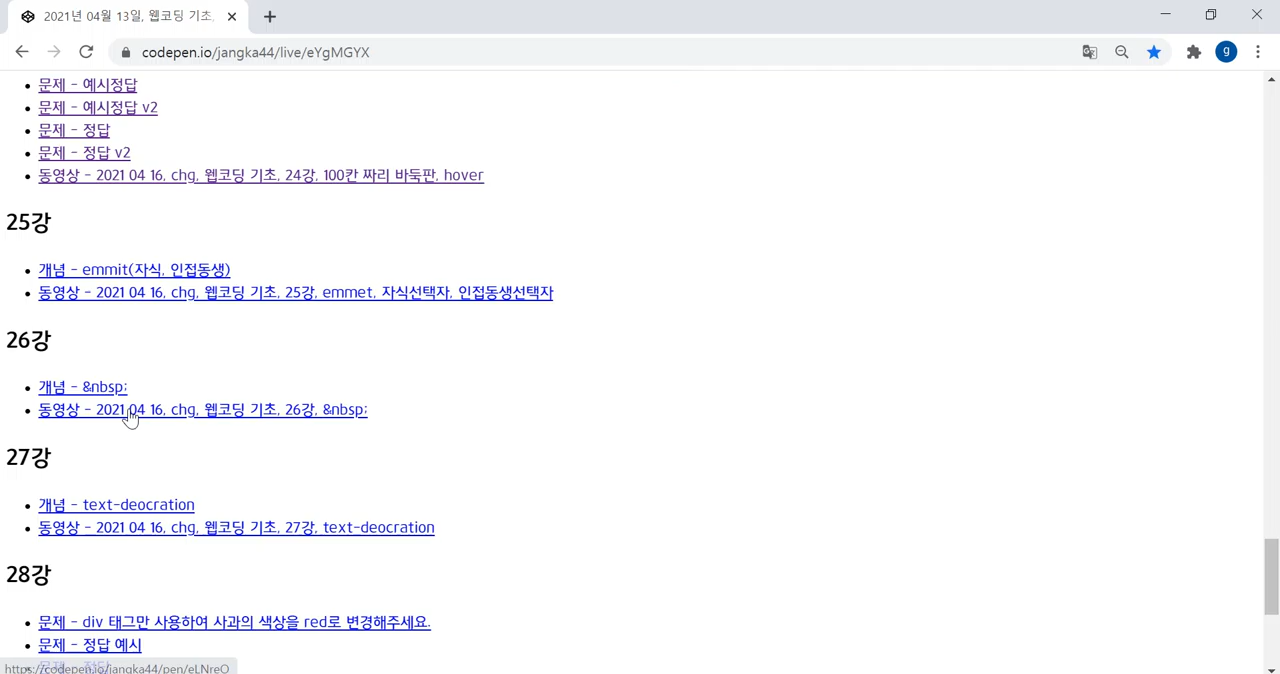 2021년 04월 13일, 웹코딩 기초,
codepen.io/jangka44/live/eYgMGYX
g
문제 - 예시정답
문제 - 예시정답 v2
문제 - 정답
문제 - 정답 v2
동영상 - 2021 04 16, chg, 웹코딩 기초, 24강, 100칸 짜리 바둑판, hover
25강
개념 - emmit(자식, 인접동생)
동영상 - 2021 04 16, chg, 웹코딩 기초, 25강, emmet, 자식선택자, 인접동생선택자
26강
개념 - &nbsp;
동영상 - 2021 04 16, chg, 웹코딩 기초, 26강, &nbsp;
27강
개념 - text-deocration
동영상 - 2021 04 16, chg, 웹코딩 기초, 27강, text-deocration
28강
문제 - div 태그만 사용하여 사과의 색상을 red로 변경해주세요.
문제 - 정답 예시
문제 - 정답
https://codepen.io/jangka44/pen/eLNreO